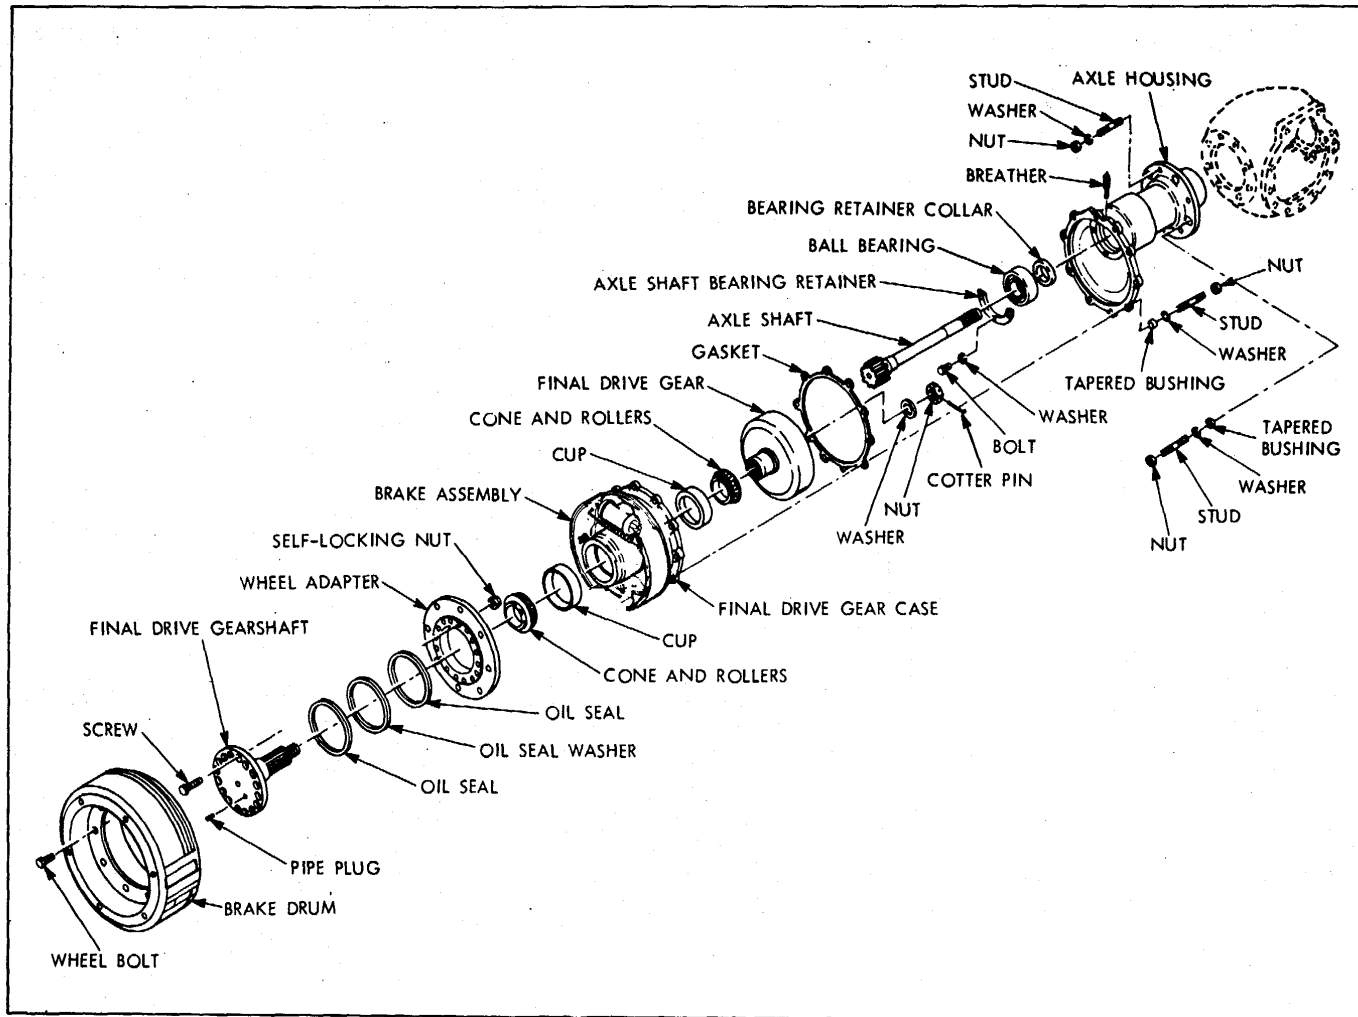 STUD
AXLE HOUSING
WASHER
NUT
BREATHER
BEARING RETAINER COLLAR
BALL BEARING
NUT
AXLE SHAFT BEARING RETAINER
AXLE SHAFT
STUD
GASKET
WASHER
FINAL DRIVE GEAR
TAPERED BUSHING
CONE AND ROLLERS
WASHER
TAPERED
BUSHING
BOLT
CUP
COTTER PIN
BRAKE ASSEMBLY
WASHER
NUT
STUD
WASHER
NUT
SELF-LOCKING NUT
WHEEL ADAPTER
FINAL DRIVE GEAR CASE
FINAL DRIVE GEARSHAFT
CUP
CONE AND ROLLERS
OIL SEAL
SCREW
OIL SEAL WASHER
OIL SEAL
PIPE PLUG
BRAKE DRUM
WHEEL BOLT